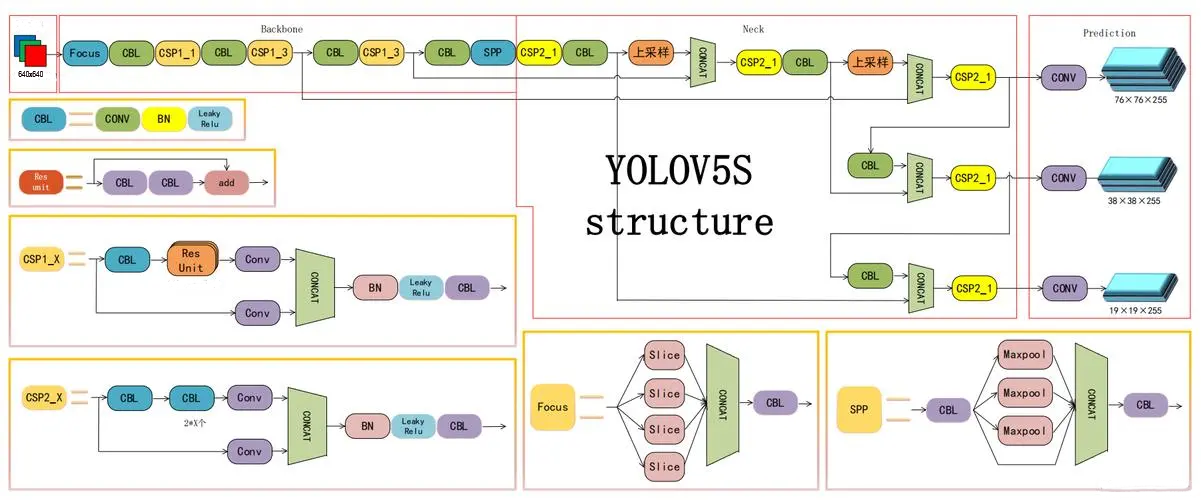 Backbone
Neck
Prediction
640x640
Focus CBL CSP1_1 CBL CSP1_3 CBL CSP1_3 CBL SPP CSP2_1 CBL 上采样 CONCAT CSP2_1 CBL 上采样 CONCAT CSP2_1 CONV
76×76×255
CBL CONV BN Leaky Relu
Res unit CBL CBL add
YOLOV5S
structure
CBL CONCAT CSP2_1 CONV
38×38×255
CSP1_X CBL Res Unit Conv CONCAT BN Leaky Relu CBL
Conv
CBL CONCAT CSP2_1 CONV
19×19×255
CSP2_X CBL CBL Conv CONCAT BN Leaky Relu CBL
2*X个
Conv
Focus Slice CONCAT CBL
Slice
Slice
Slice
SPP CBL Maxpool CONCAT CBL
Maxpool
Maxpool